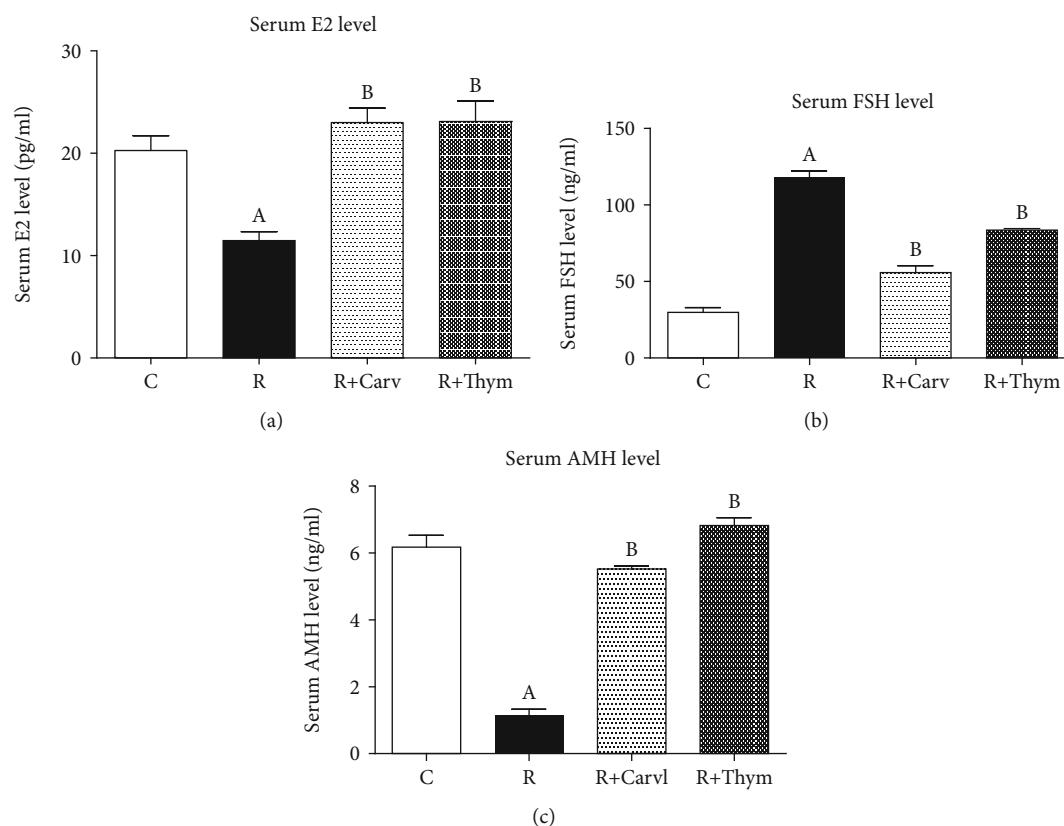 Serum E2 level
Serum E2 level (pg/ml)
30
20
10
0
A
B
B
C
R
R+Carv
R+Thym
(a)
Serum FSH level
Serum FSH level (ng/ml)
150
100
50
0
A
B
B
C
R
R+Carv
R+Thym
(b)
Serum AMH level
Serum AMH level (ng/ml)
8
6
4
2
0
A
B
B
C
R
R+Carvl
R+Thym
(c)